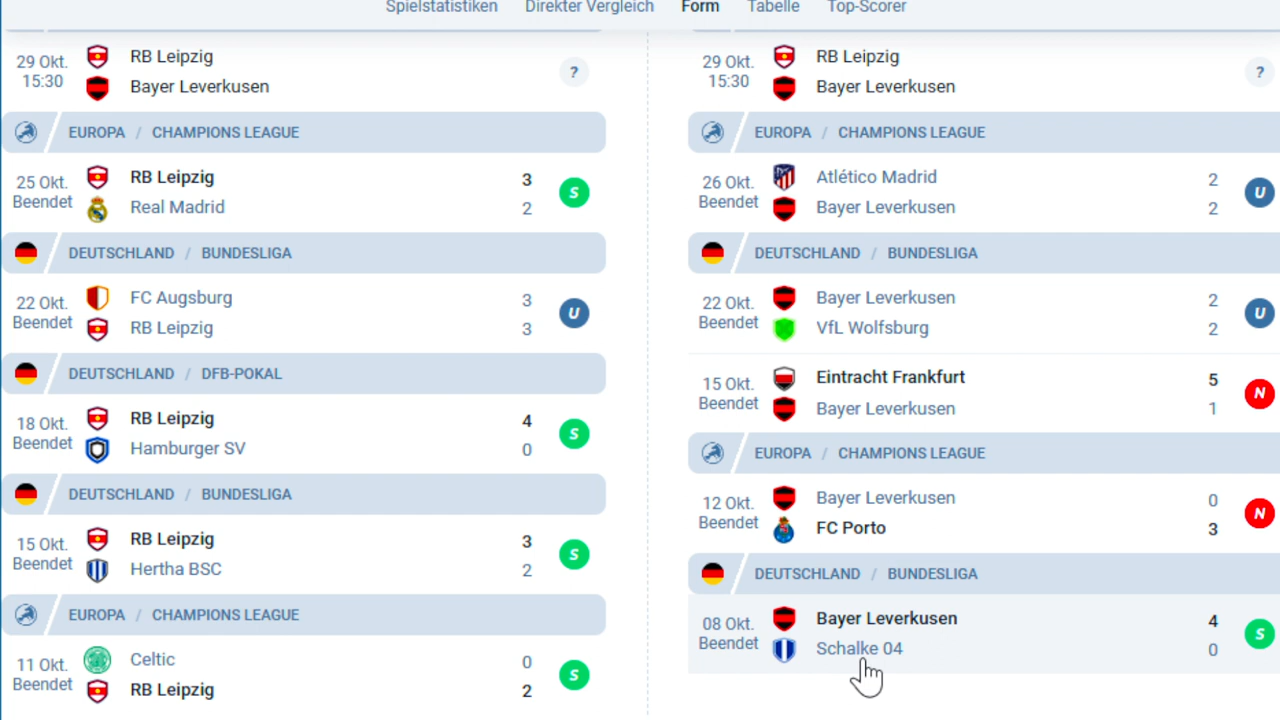 Spielstatistiken Direkter Vergleich Form Tabelle Top-Scorer
29 Okt. 15:30
RB Leipzig
Bayer Leverkusen
?
EUROPA / CHAMPIONS LEAGUE
25 Okt. Beendet
RB Leipzig 3
Real Madrid 2
S
DEUTSCHLAND / BUNDESLIGA
22 Okt. Beendet
FC Augsburg 3
RB Leipzig 3
U
DEUTSCHLAND / DFB-POKAL
18 Okt. Beendet
RB Leipzig 4
Hamburger SV 0
S
DEUTSCHLAND / BUNDESLIGA
15 Okt. Beendet
RB Leipzig 3
Hertha BSC 2
S
EUROPA / CHAMPIONS LEAGUE
11 Okt. Beendet
Celtic 0
RB Leipzig 2
S
29 Okt. 15:30
RB Leipzig
Bayer Leverkusen
?
EUROPA / CHAMPIONS LEAGUE
26 Okt. Beendet
Atlético Madrid 2
Bayer Leverkusen 2
U
DEUTSCHLAND / BUNDESLIGA
22 Okt. Beendet
Bayer Leverkusen 2
VfL Wolfsburg 2
U
15 Okt. Beendet
Eintracht Frankfurt 5
Bayer Leverkusen 1
N
EUROPA / CHAMPIONS LEAGUE
12 Okt. Beendet
Bayer Leverkusen 0
FC Porto 3
N
DEUTSCHLAND / BUNDESLIGA
08 Okt. Beendet
Bayer Leverkusen 4
Schalke 04 0
S